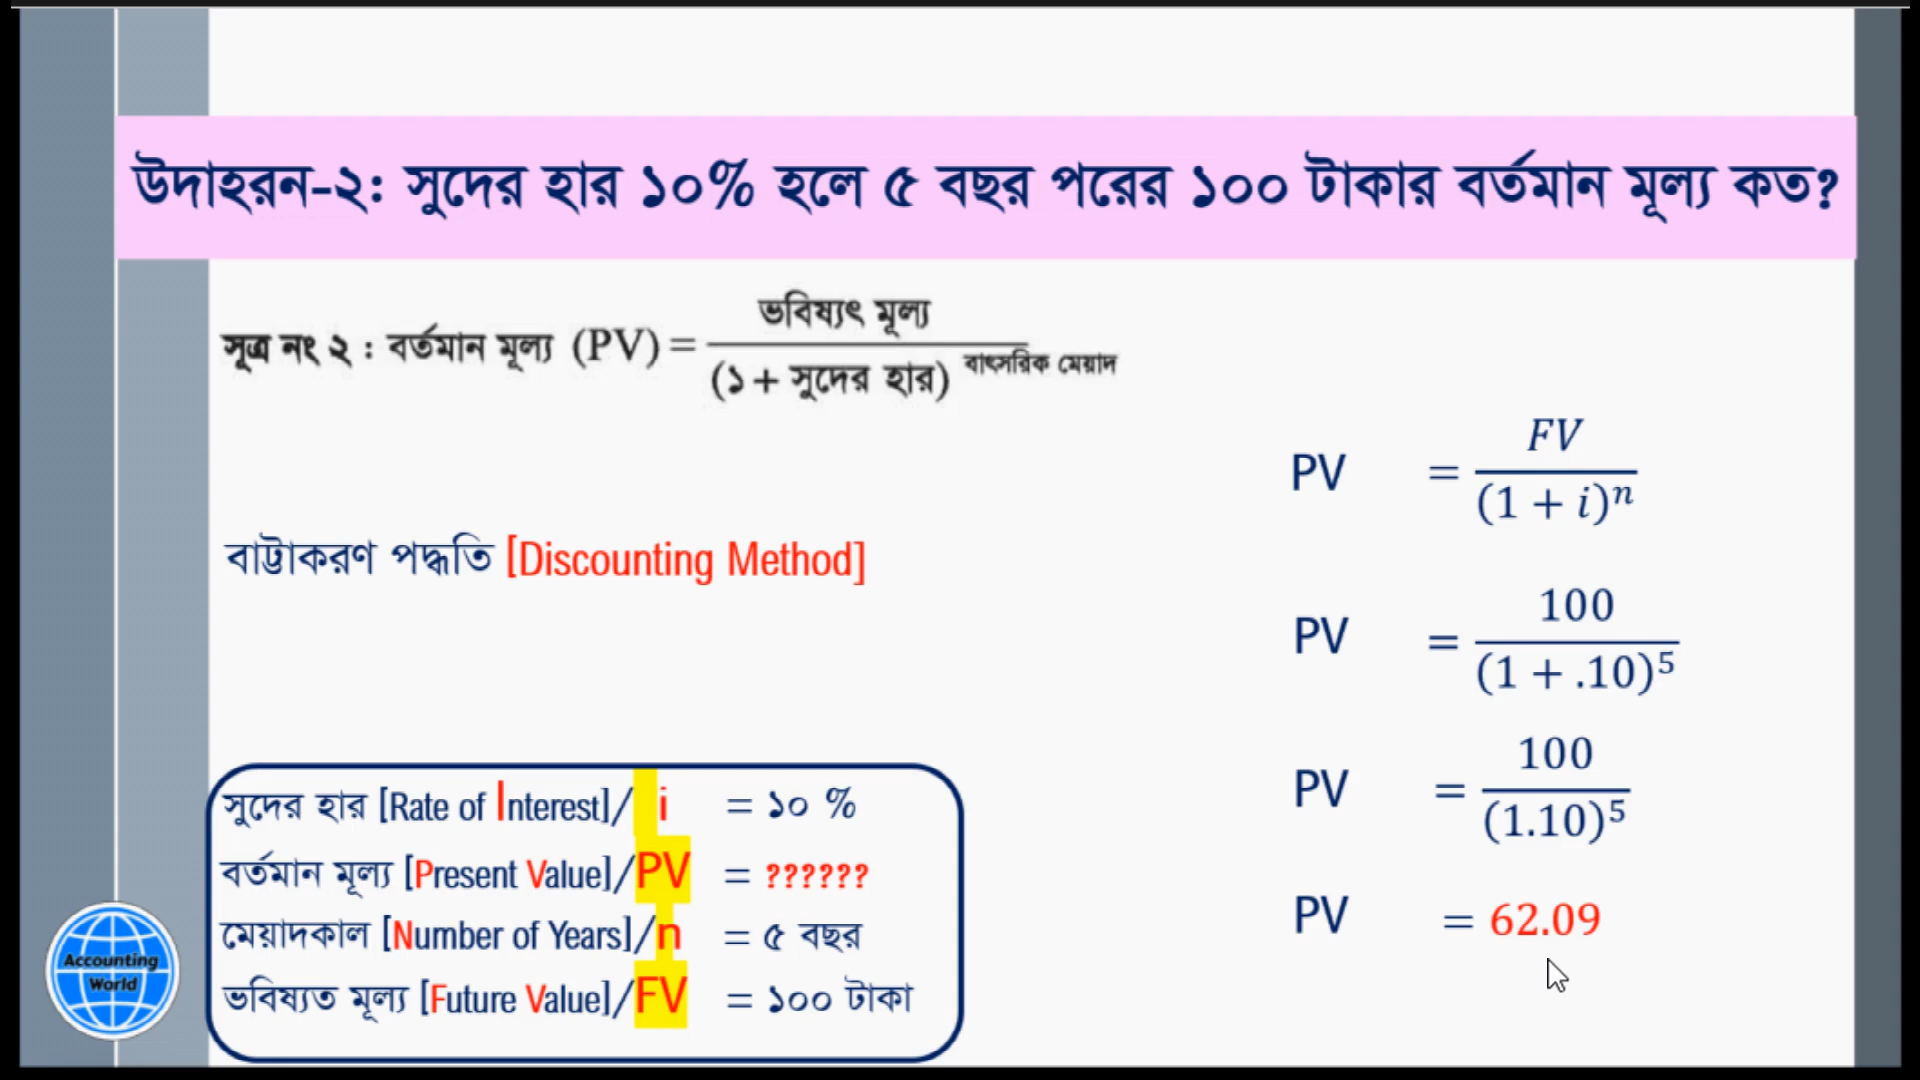 উদাহরন-২: সুদের হার ১০% হলে ৫ বছর পরের ১০০ টাকার বর্তমান মূল্য কত?
সূত্র নং ২ : বর্তমান মূল্য (PV) = ভবিষ্যৎ মূল্য / (১ + সুদের হার) বাৎসরিক মেয়াদ
বাট্টাকরণ পদ্ধতি [Discounting Method]
PV = FV / (1 + i)^n
PV = 100 / (1 + .10)^5
PV = 100 / (1.10)^5
PV = 62.09
সুদের হার [Rate of Interest]/ i = ১০ %
বর্তমান মূল্য [Present Value]/PV = ??????
মেয়াদকাল [Number of Years]/n = ৫ বছর
ভবিষ্যত মূল্য [Future Value]/FV = ১০০ টাকা
Accounting
World